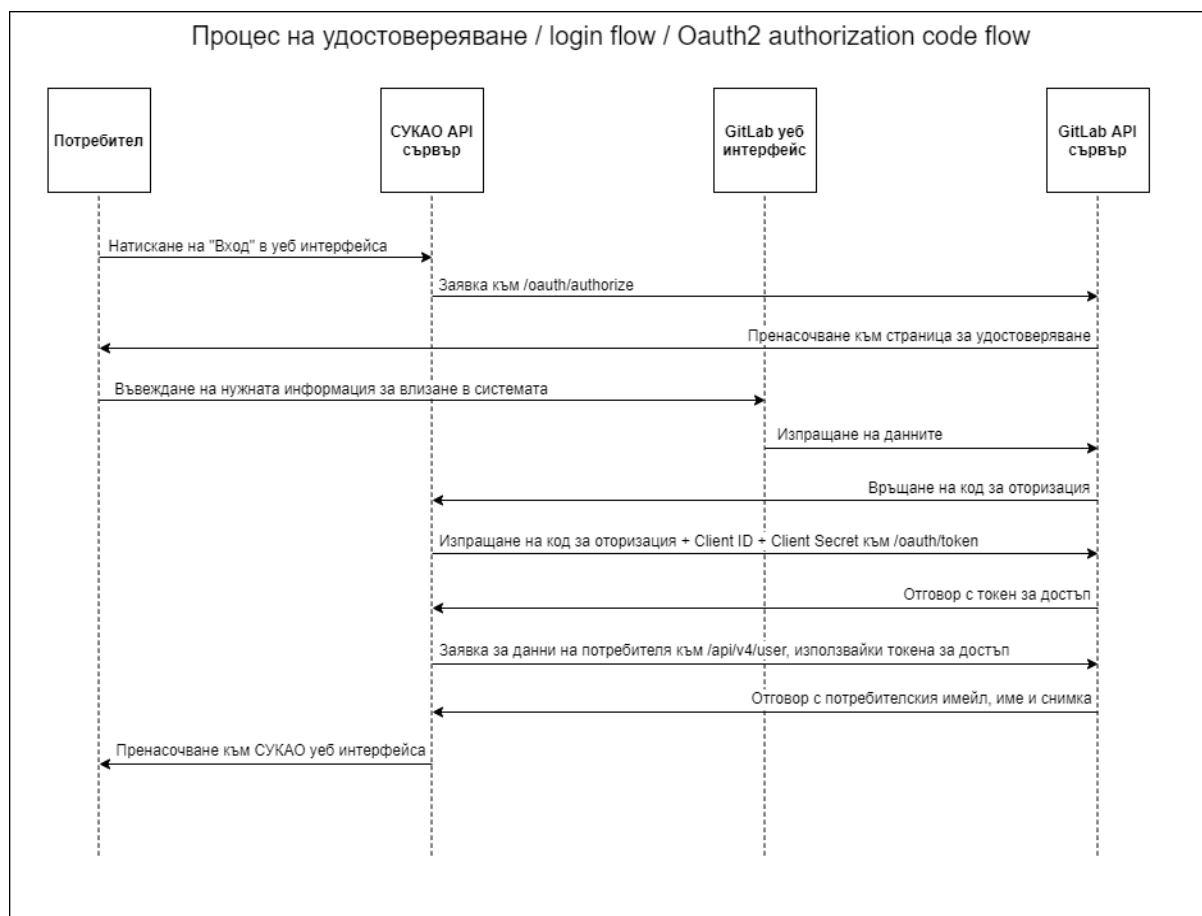 Процес на удостовереяване / login flow / Oauth2 authorization code flow
Потребител
СУКАО API
сървър
GitLab уеб
интерфейс
GitLab API
сървър
Натискане на "Вход" в уеб интерфейса
Заявка към /oauth/authorize
Пренасочване към страница за удостоверяване
Въвеждане на нужната информация за влизане в системата
Изпращане на данните
Връщане на код за оторизация
Изпращане на код за оторизация + Client ID + Client Secret към /oauth/token
Отговор с токен за достъп
Заявка за данни на потребителя към /api/v4/user, използвайки токена за достъп
Отговор с потребителския имейл, име и снимка
Пренасочване към СУКАО уеб интерфейса